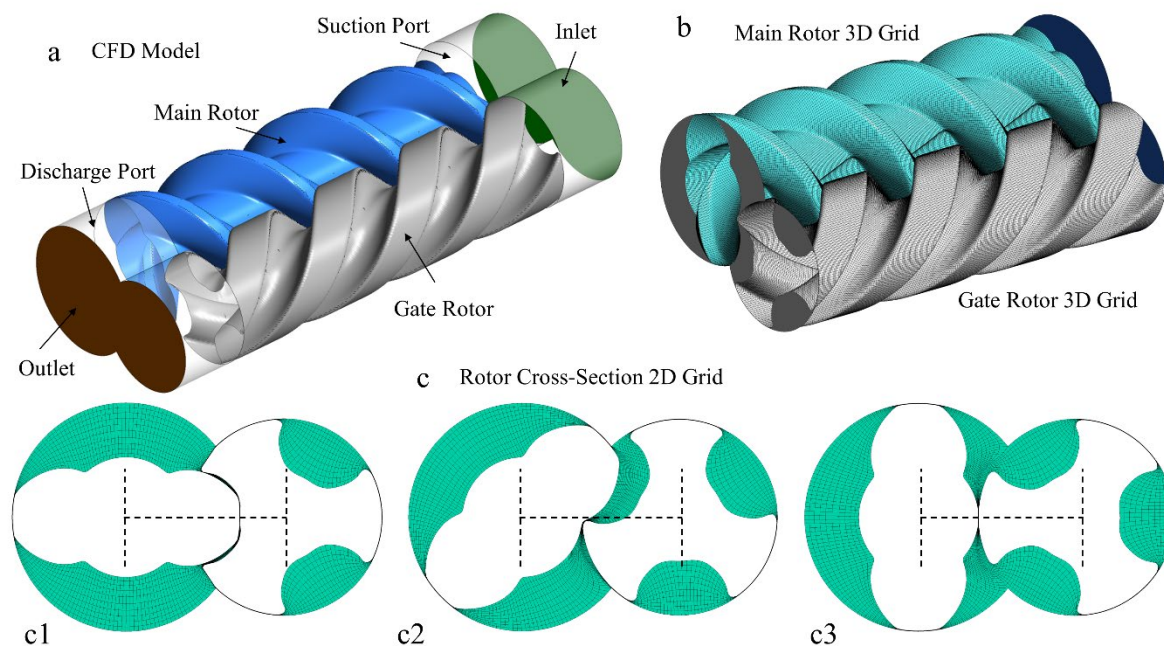 a
CFD Model
Suction Port
Inlet
Main Rotor
Discharge Port
Gate Rotor
Outlet
b
Main Rotor 3D Grid
Gate Rotor 3D Grid
c
Rotor Cross-Section 2D Grid
c1
c2
c3